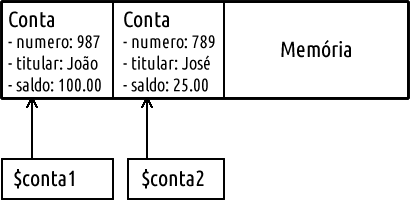 Conta
- numero: 987
- titular: João
- saldo: 100.00
Conta
- numero: 789
- titular: José
- saldo: 25.00
Memória
$conta1
$conta2